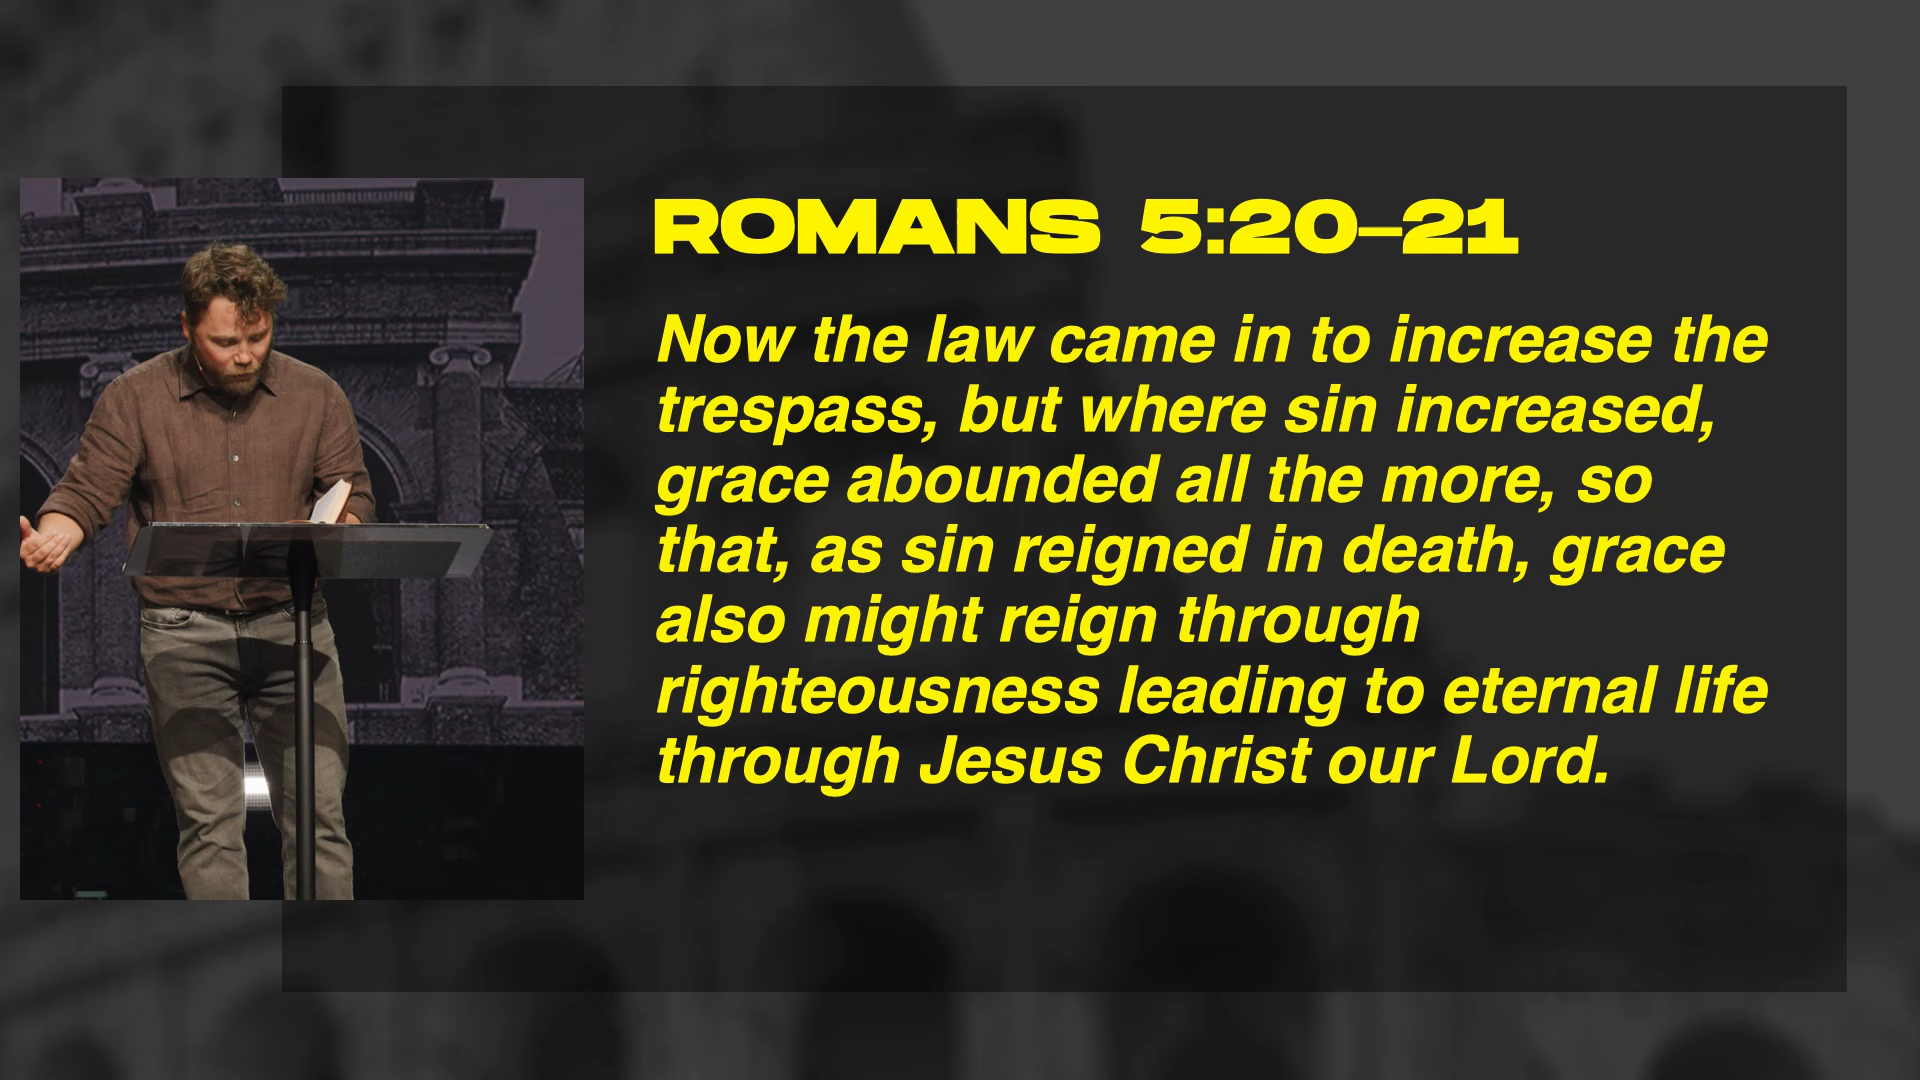 ROMANS 5:20–21
Now the law came in to increase the
trespass, but where sin increased,
grace abounded all the more, so
that, as sin reigned in death, grace
also might reign through
righteousness leading to eternal life
through Jesus Christ our Lord.